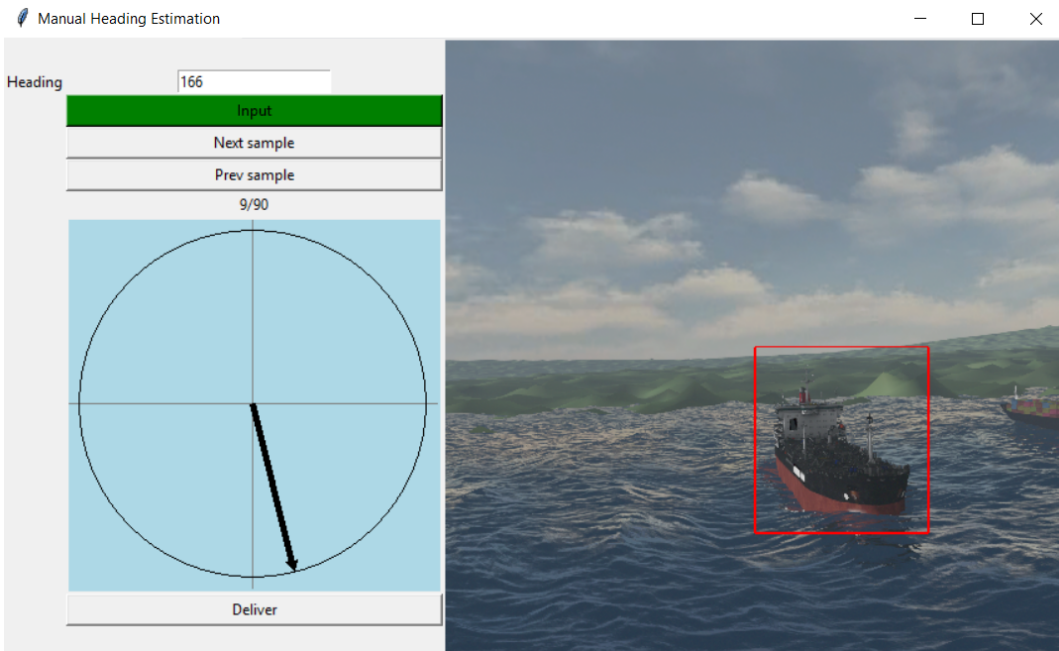 Manual Heading Estimation
Heading 166
Input
Next sample
Prev sample
9/90
Deliver